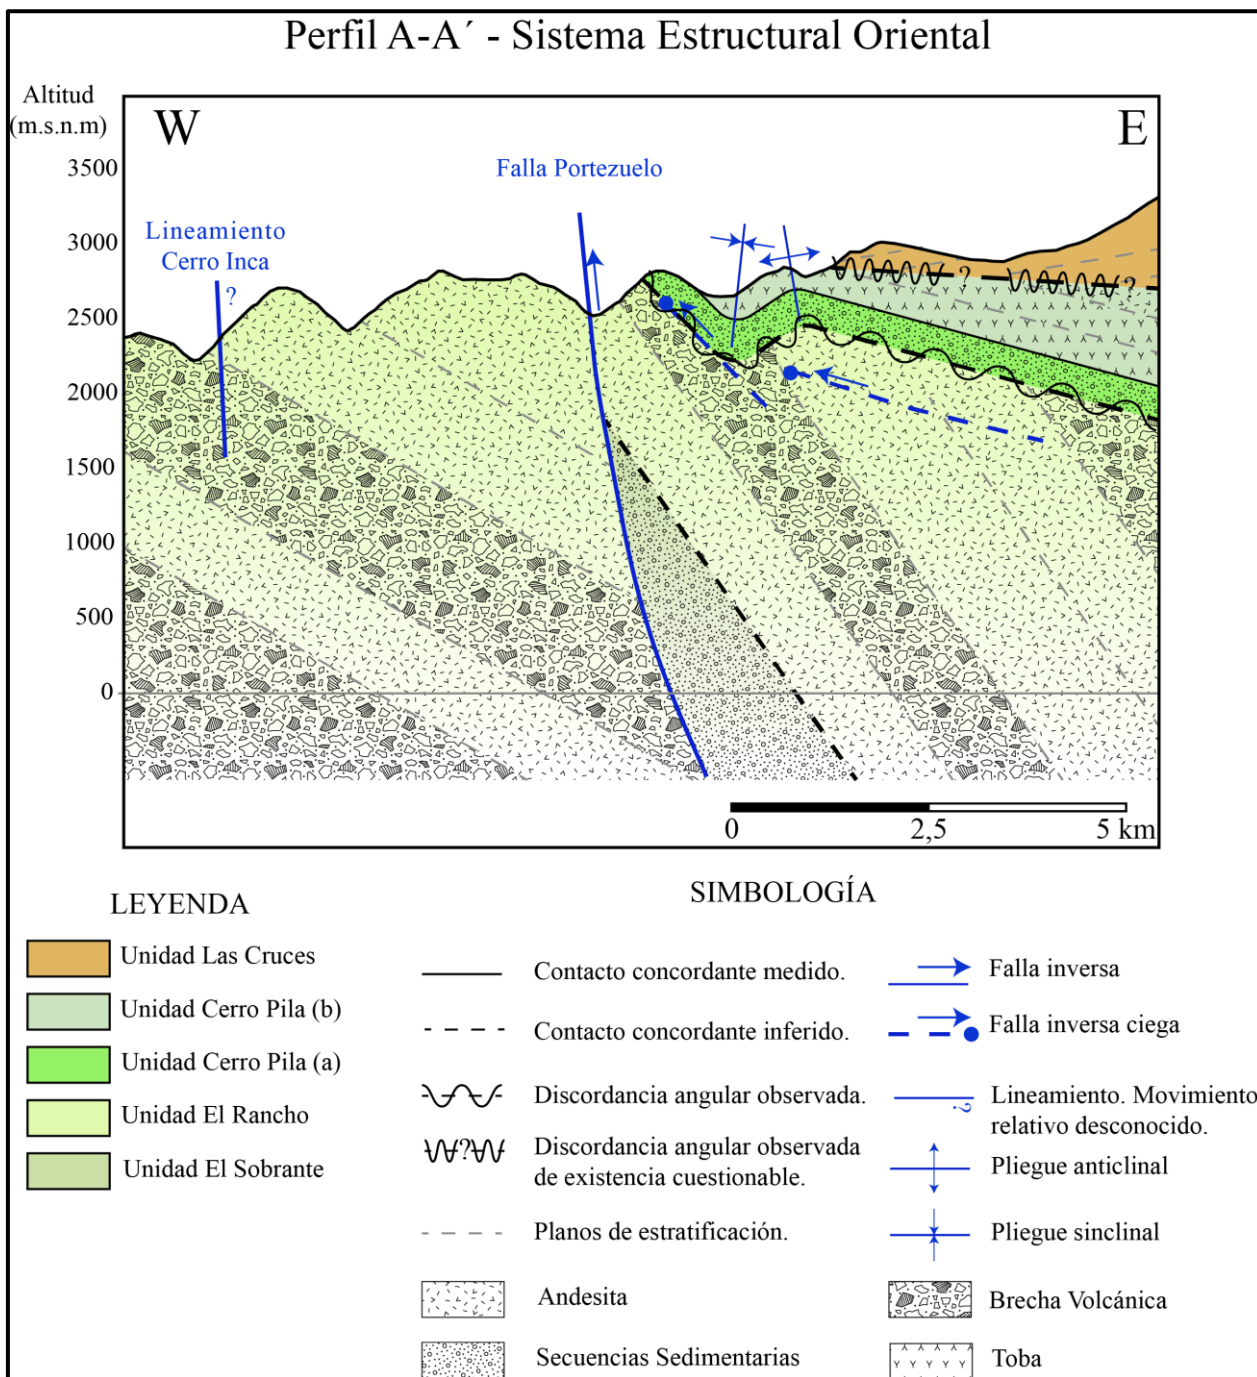 Perfil A-A´ - Sistema Estructural Oriental
Altitud
(m.s.n.m)
W
E
3500
3000
2500
2000
1500
1000
500
0
Falla Portezuelo
Lineamiento
Cerro Inca
?
?
?
0
2,5
5 km
LEYENDA
Unidad Las Cruces
Unidad Cerro Pila (b)
Unidad Cerro Pila (a)
Unidad El Rancho
Unidad El Sobrante
SIMBOLOGÍA
Contacto concordante medido.
Contacto concordante inferido.
Discordancia angular observada.
?
Discordancia angular observada
de existencia cuestionable.
Planos de estratificación.
Andesita
Secuencias Sedimentarias
Falla inversa
Falla inversa ciega
?
Lineamiento. Movimiento
relativo desconocido.
Pliegue anticlinal
Pliegue sinclinal
Brecha Volcánica
Toba